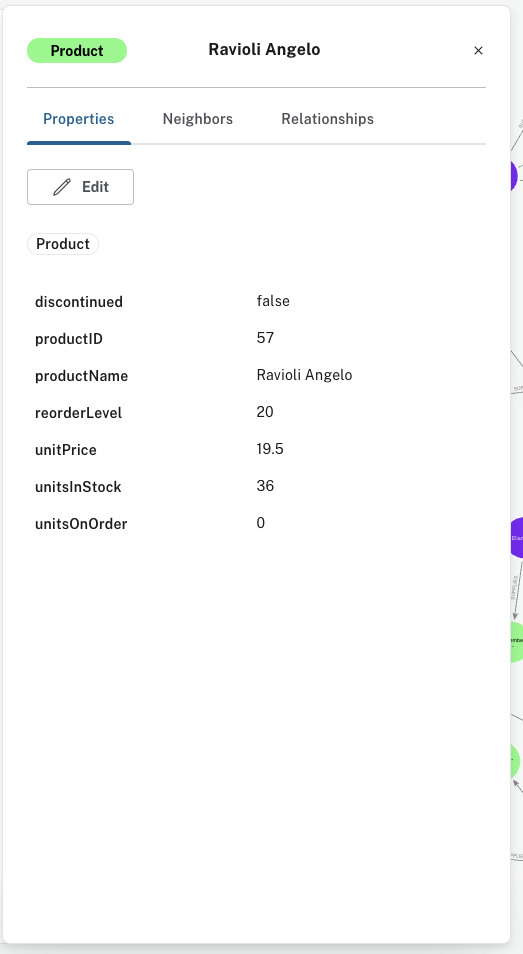 Product
Ravioli Angelo
×
Properties Neighbors Relationships
Edit
Product
discontinued false
productID 57
productName Ravioli Angelo
reorderLevel 20
unitPrice 19.5
unitsInStock 36
unitsOnOrder 0
SUPPLIES